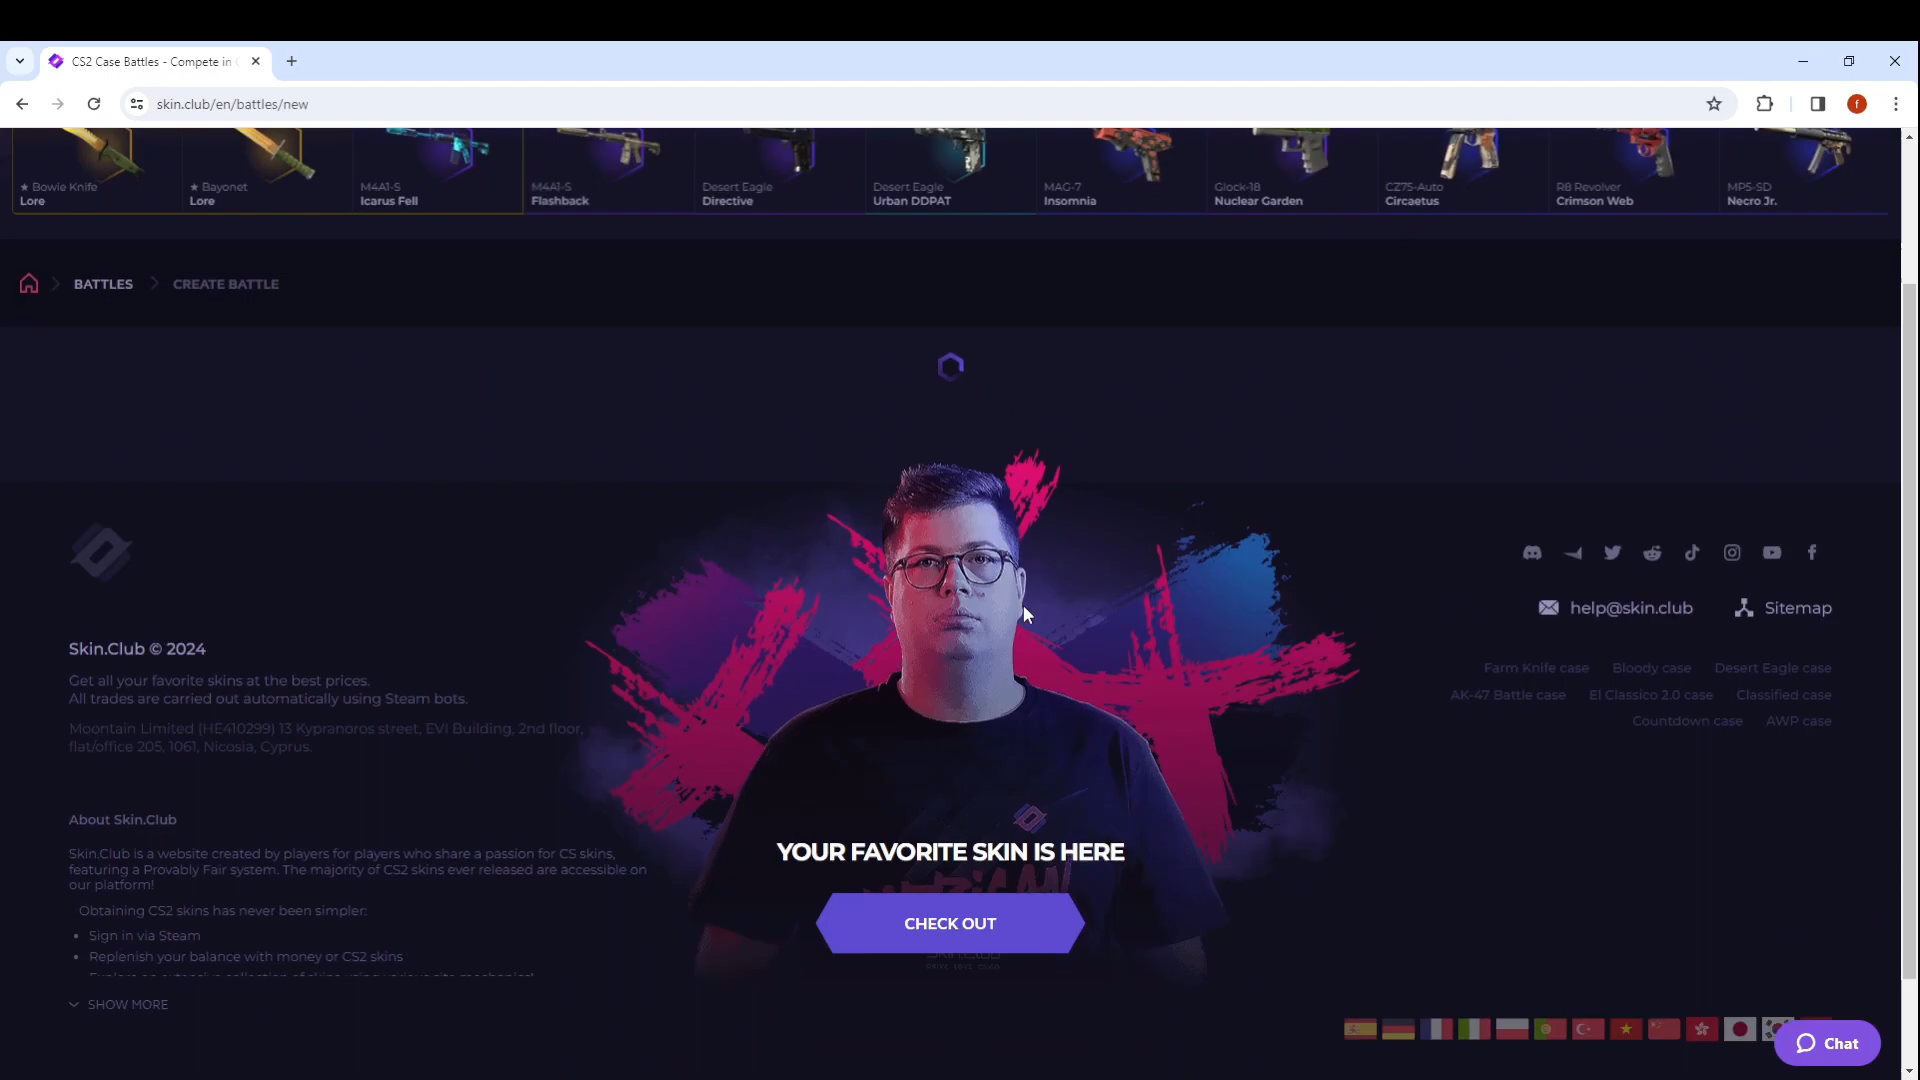 CS2 Case Battles - Compete in
skin.club/en/battles/new
f
★ Bowie Knife
Lore
★ Bayonet
Lore
M4A1-S
Icarus Fell
M4A1-S
Flashback
Desert Eagle
Directive
Desert Eagle
Urban DDPAT
MAG-7
Insomnia
Glock-18
Nuclear Garden
CZ75-Auto
Circaetus
R8 Revolver
Crimson Web
MP5-SD
Necro Jr.
BATTLES
CREATE BATTLE
Skin.Club © 2024
Get all your favorite skins at the best prices.
All trades are carried out automatically using Steam bots.
Moontain Limited (HE410299) 13 Kypranoros street, EVI Building, 2nd floor,
flat/office 205, 1061, Nicosia, Cyprus.
About Skin.Club
Skin.Club is a website created by players for players who share a passion for CS skins,
featuring a Provably Fair system. The majority of CS2 skins ever released are accessible on
our platform!
Obtaining CS2 skins has never been simpler:
• Sign in via Steam
• Replenish your balance with money or CS2 skins
SHOW MORE
YOUR FAVORITE SKIN IS HERE
CHECK OUT
help@skin.club
Sitemap
Farm Knife case
Bloody case
Desert Eagle case
AK-47 Battle case
El Classico 2.0 case
Classified case
Countdown case
AWP case
Chat